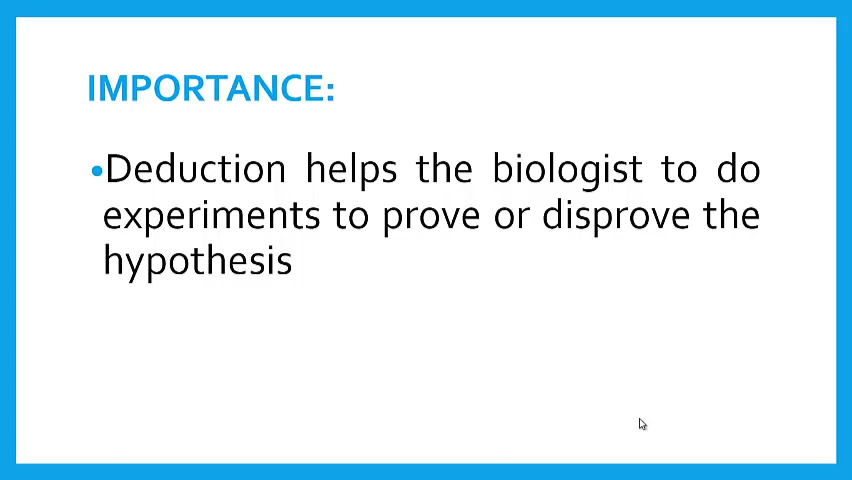 IMPORTANCE:
•Deduction helps the biologist to do
experiments to prove or disprove the
hypothesis